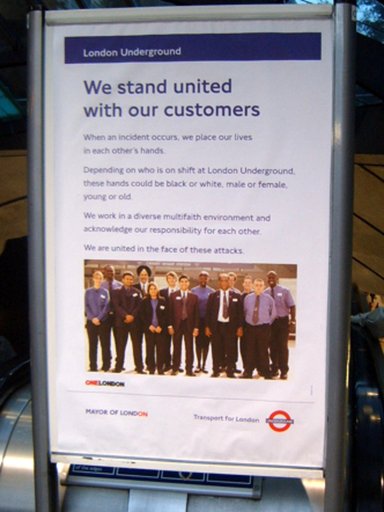 London Underground
We stand united
with our customers
When an incident occurs, we place our lives
in each other's hands.
Depending on who is on shift at London Underground,
these hands could be black or white, male or female,
young or old.
We work in a diverse multifaith environment and
acknowledge our responsibility for each other.
We are united in the face of these attacks.
ONELONDON
MAYOR OF LONDON
Transport for London
UNDERGROUND
of the edges